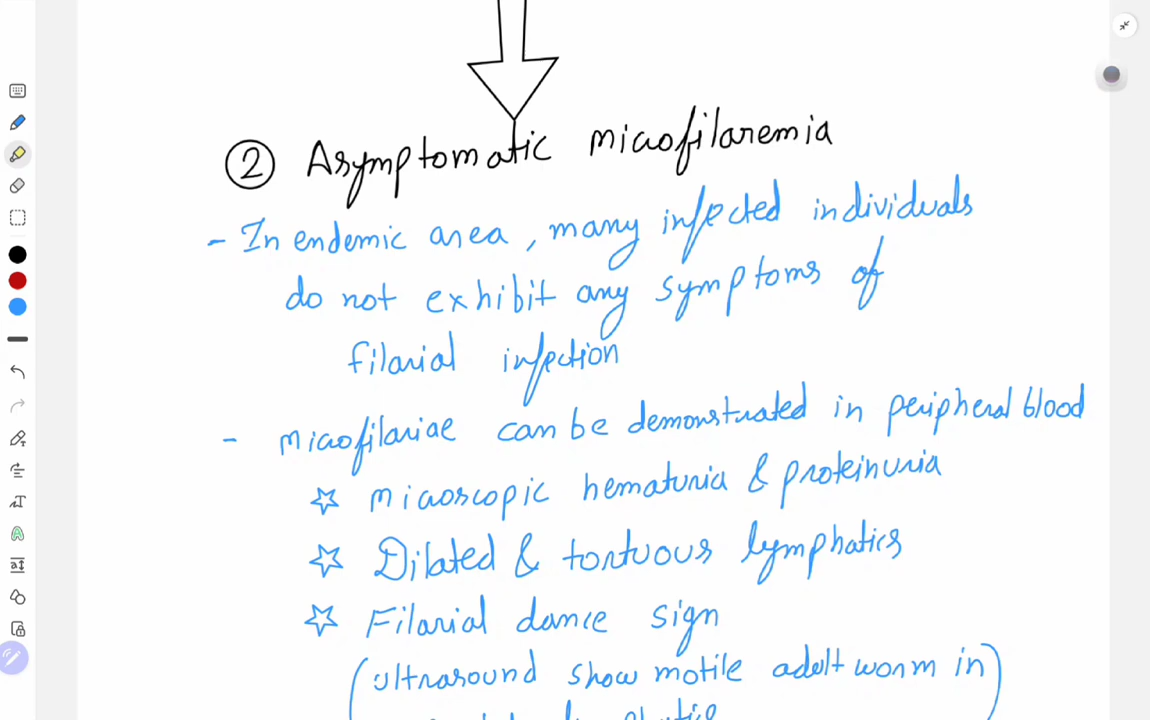 ② Asymptomatic microfilaremia
- In endemic area, many infected individuals
do not exhibit any symptoms of
filarial infection
- microfilariae can be demonstrated in peripheral blood
☆ microscopic hematuria & proteinuria
☆ Dilated & tortuous lymphatics
☆ Filarial dance sign
(ultrasound show motile adult worm in)